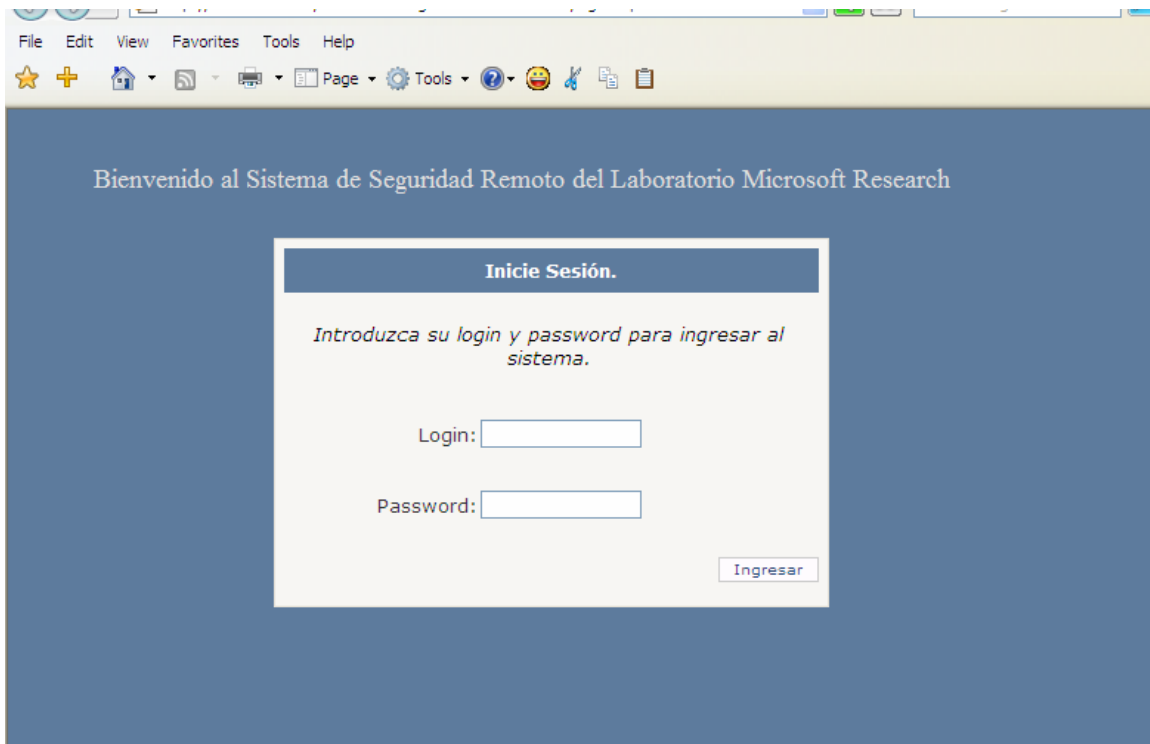 File Edit View Favorites Tools Help
Page Tools
Bienvenido al Sistema de Seguridad Remoto del Laboratorio Microsoft Research
Inicie Sesión.
Introduzca su login y password para ingresar al
sistema.
Login:
Password:
Ingresar